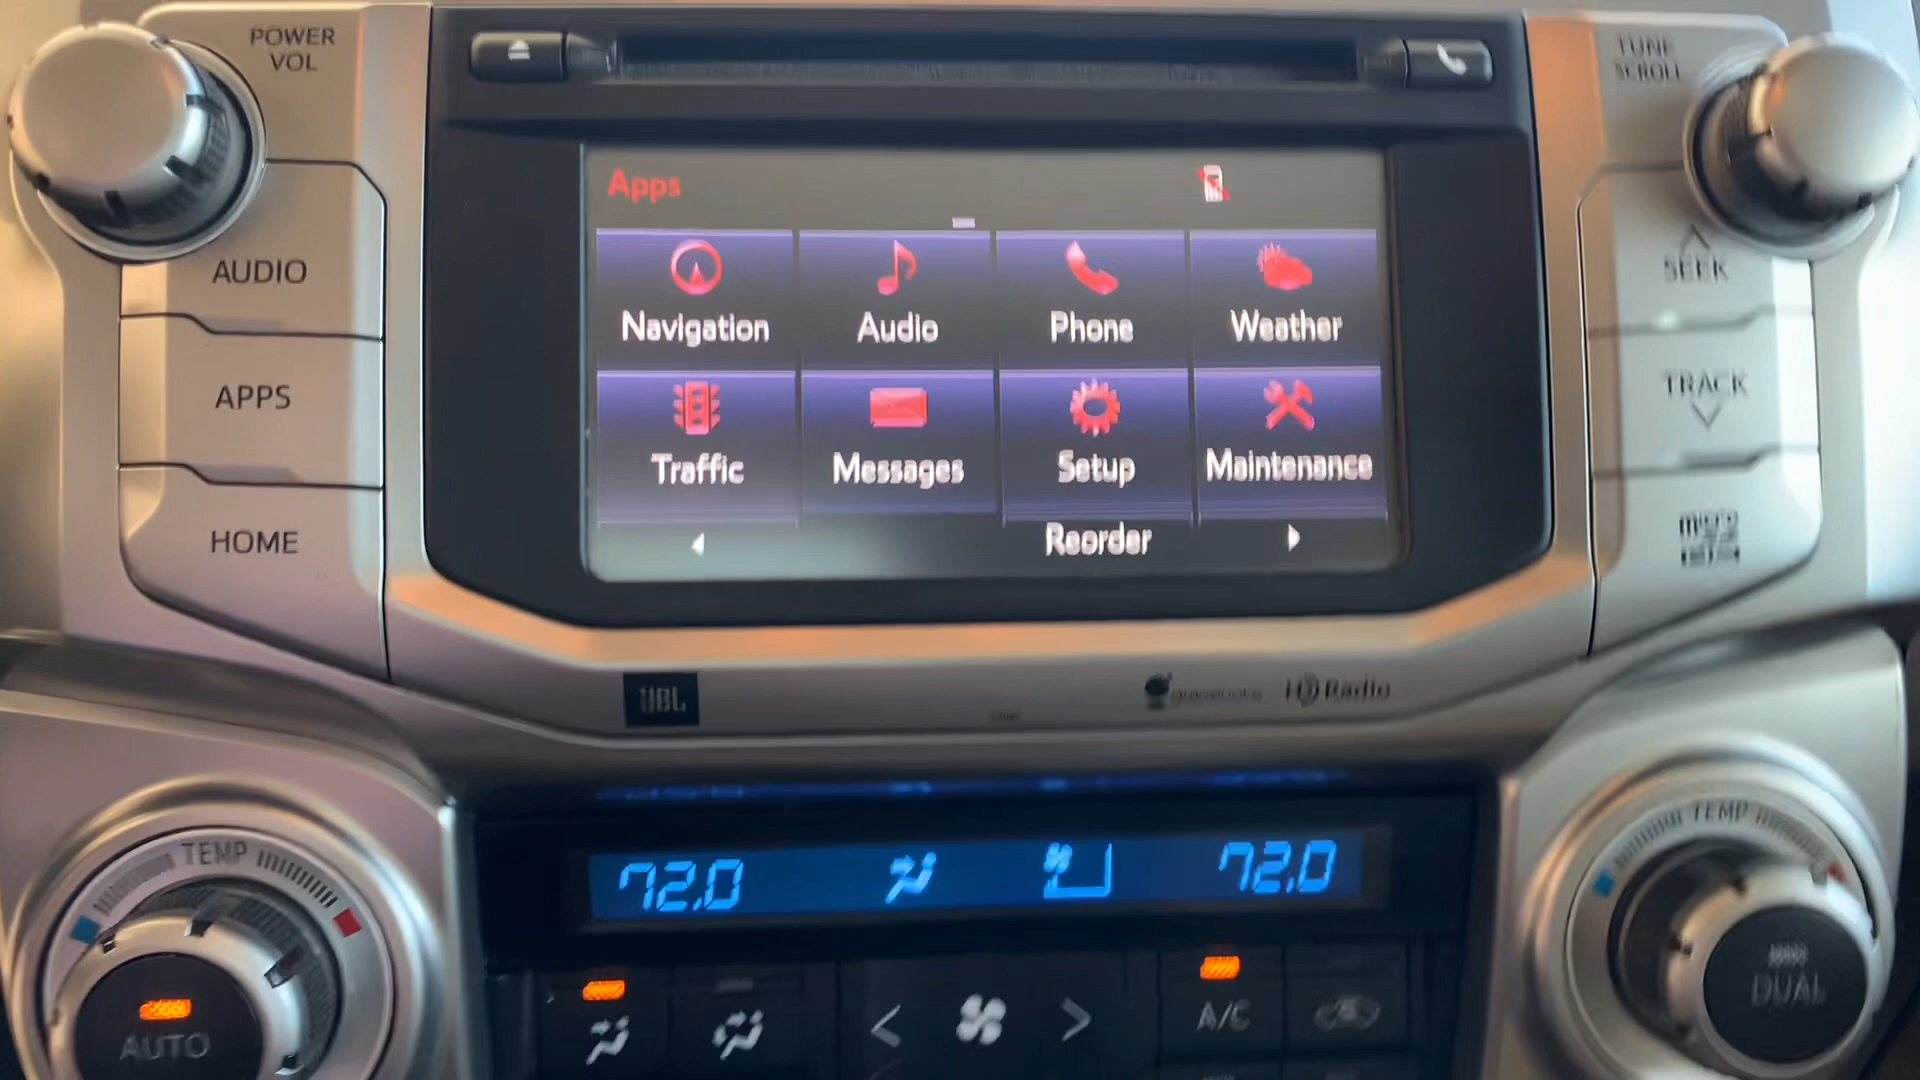 POWER
VOL
TUNE
SCROLL
AUDIO
APPS
HOME
SEEK
TRACK
Apps
Navigation
Audio
Phone
Weather
Traffic
Messages
Setup
Maintenance
Reorder
JBL
HD Radio
TEMP
72.0
72.0
TEMP
AUTO
A/C
DUAL